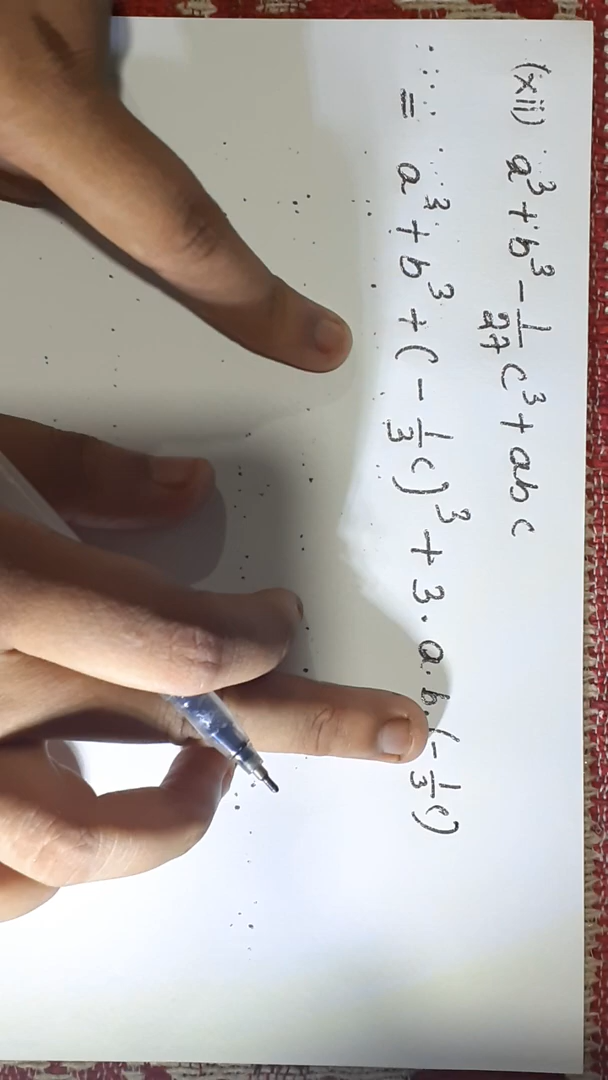 (xii) a³ + b³ - 1/27 c³ + abc
= a³ + b³ + (- 1/3 c)³ + 3 · a · b · (- 1/3 c)